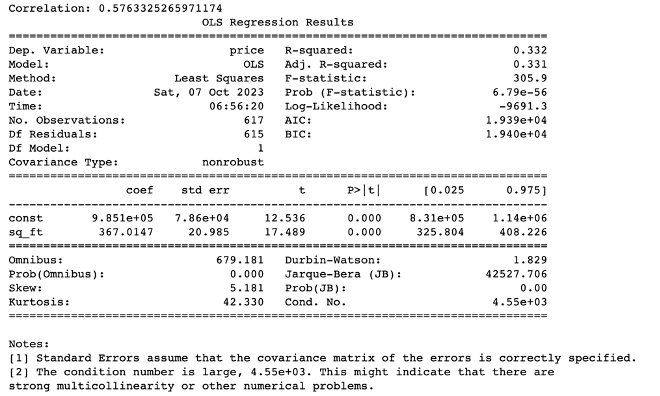 Correlation: 0.5763325265971174
OLS Regression Results
==============================================================================
Dep. Variable: price R-squared: 0.332
Model: OLS Adj. R-squared: 0.331
Method: Least Squares F-statistic: 305.9
Date: Sat, 07 Oct 2023 Prob (F-statistic): 6.79e-56
Time: 06:56:20 Log-Likelihood: -9691.3
No. Observations: 617 AIC: 1.939e+04
Df Residuals: 615 BIC: 1.940e+04
Df Model: 1
Covariance Type: nonrobust
==============================================================================
coef std err t P>|t| [0.025 0.975]
------------------------------------------------------------------------------
const 9.851e+05 7.86e+04 12.536 0.000 8.31e+05 1.14e+06
sq_ft 367.0147 20.985 17.489 0.000 325.804 408.226
==============================================================================
Omnibus: 679.181 Durbin-Watson: 1.829
Prob(Omnibus): 0.000 Jarque-Bera (JB): 42527.706
Skew: 5.181 Prob(JB): 0.00
Kurtosis: 42.330 Cond. No. 4.55e+03
==============================================================================
Notes:
[1] Standard Errors assume that the covariance matrix of the errors is correctly specified.
[2] The condition number is large, 4.55e+03. This might indicate that there are
strong multicollinearity or other numerical problems.